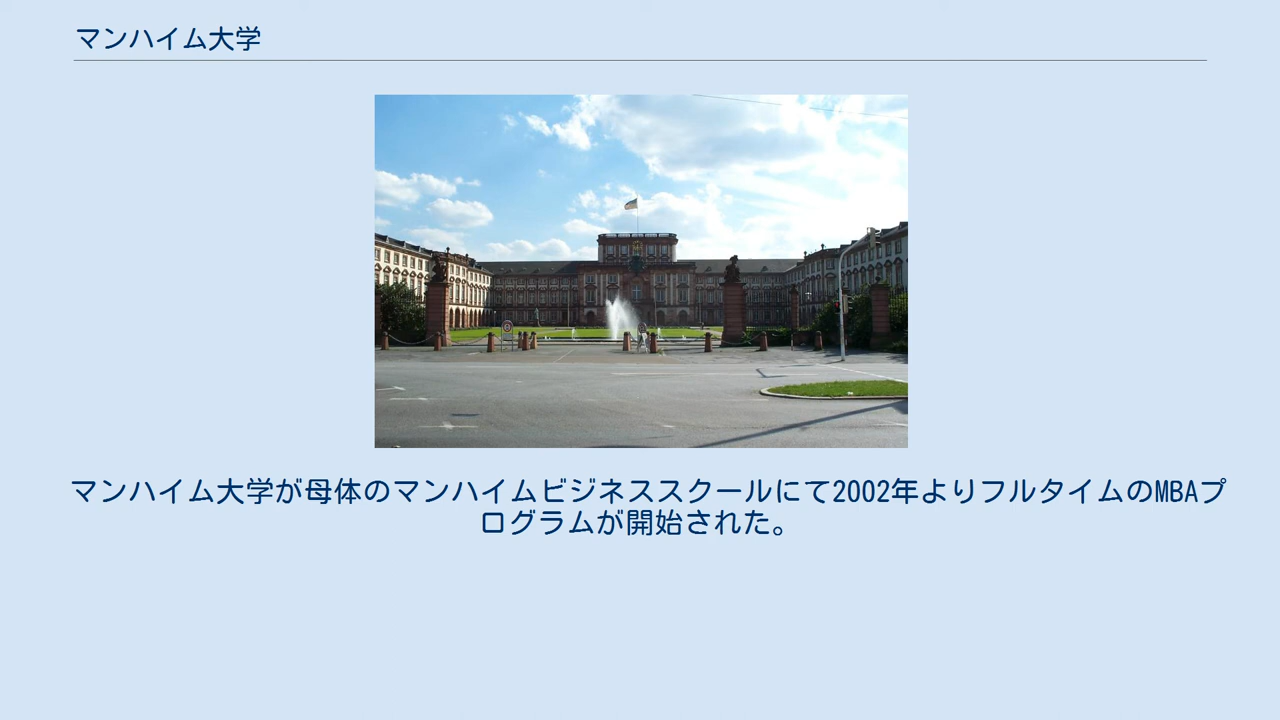 マンハイム大学
マンハイム大学が母体のマンハイムビジネススクールにて2002年よりフルタイムのMBAプ
ログラムが開始された。